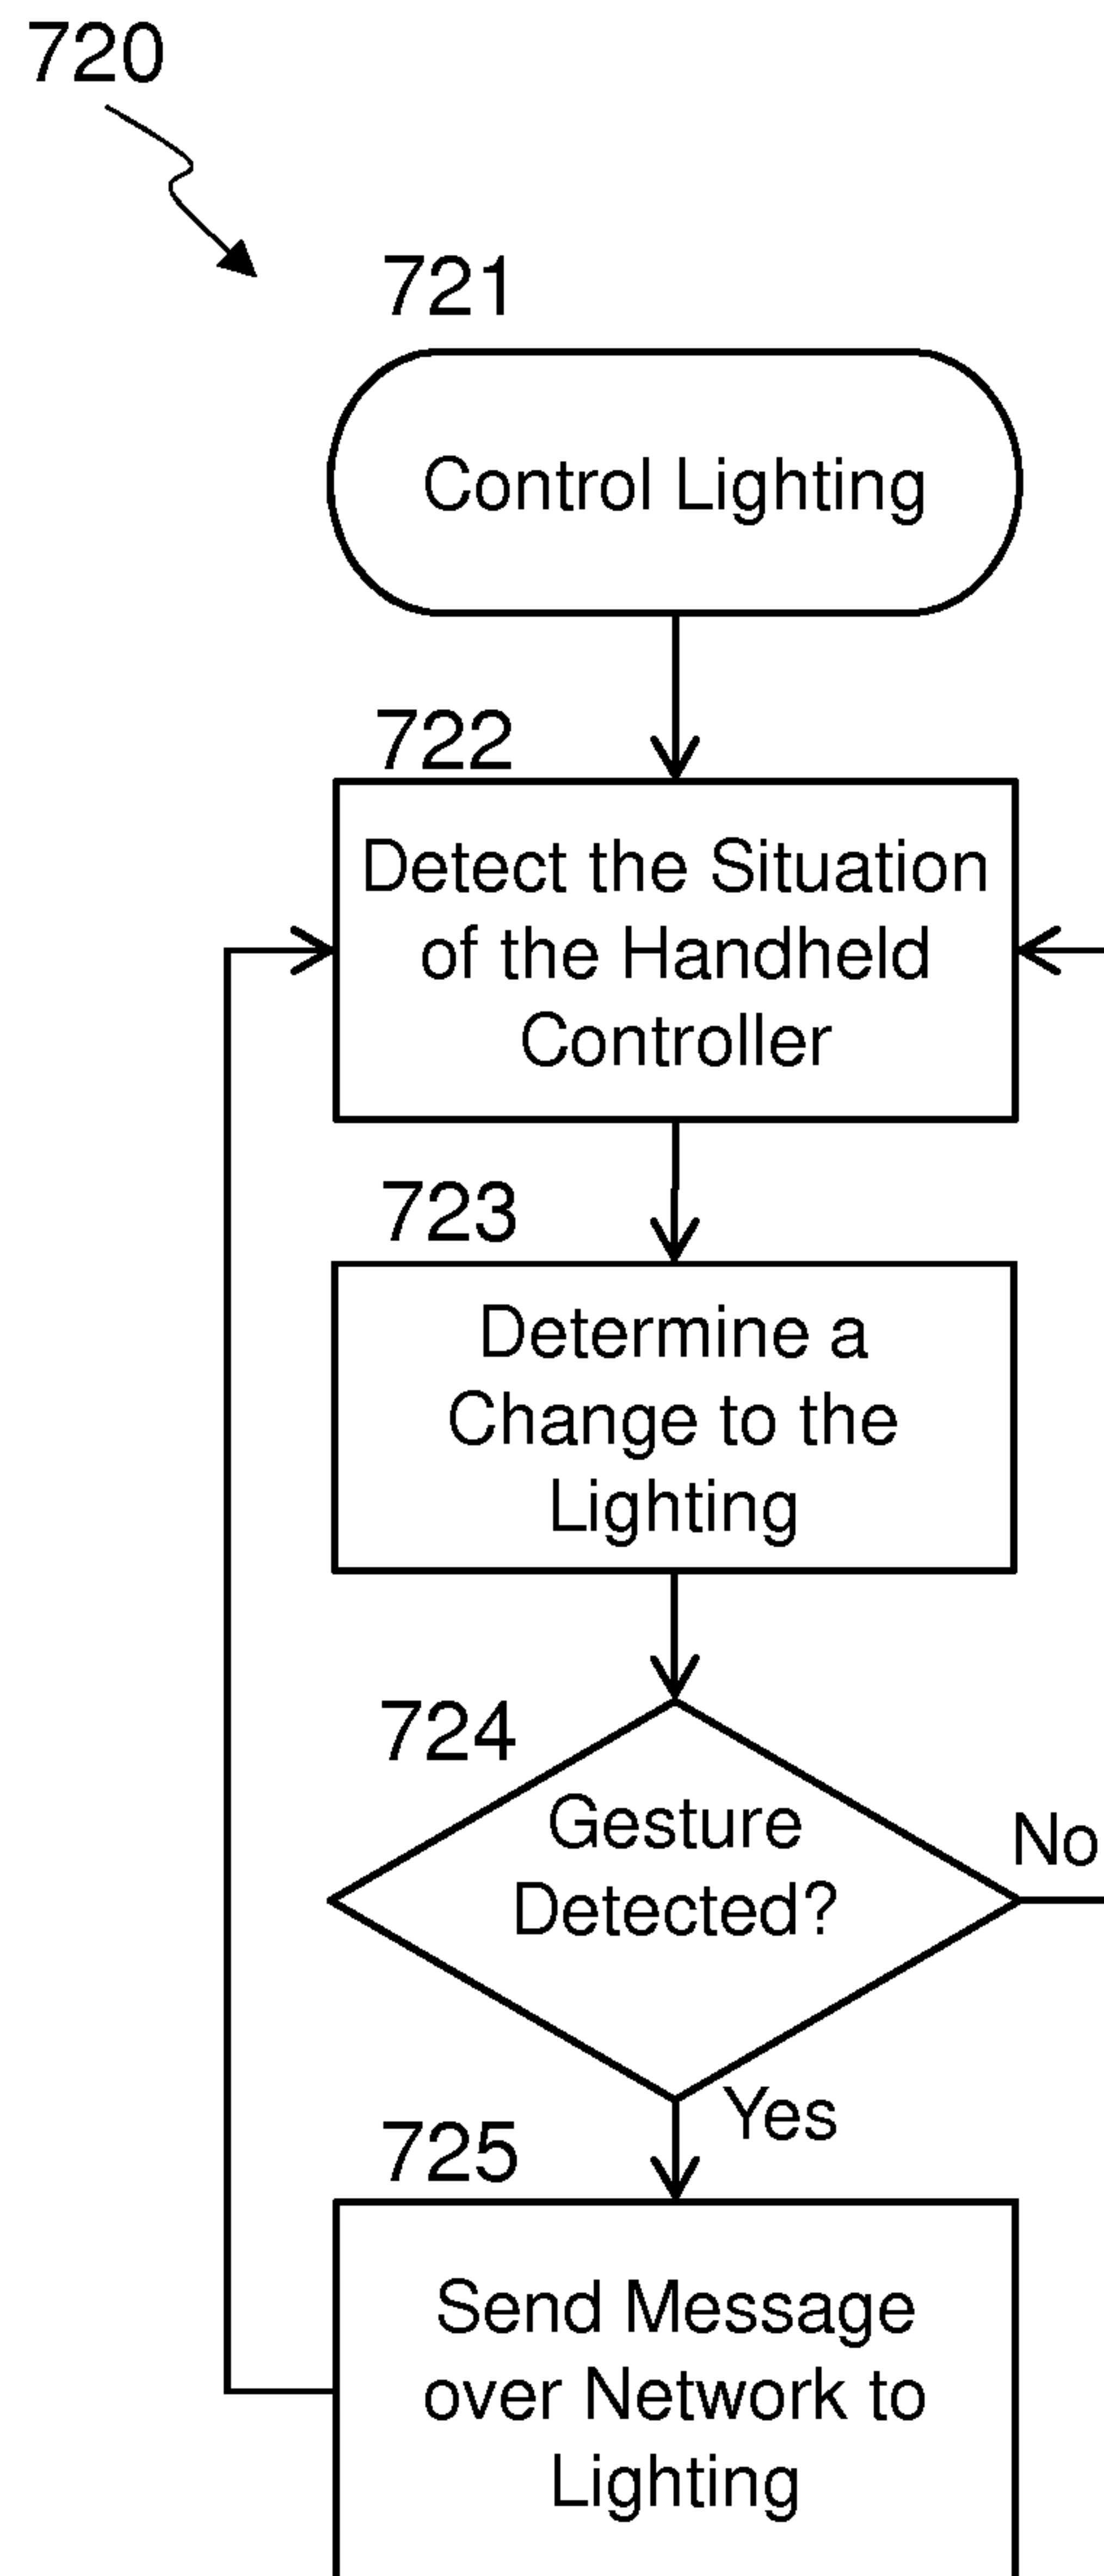 720
721
Control Lighting
722
Detect the Situation
of the Handheld
Controller
723
Determine a
Change to the
Lighting
724
Gesture
Detected?
No
Yes
725
Send Message
over Network to
Lighting